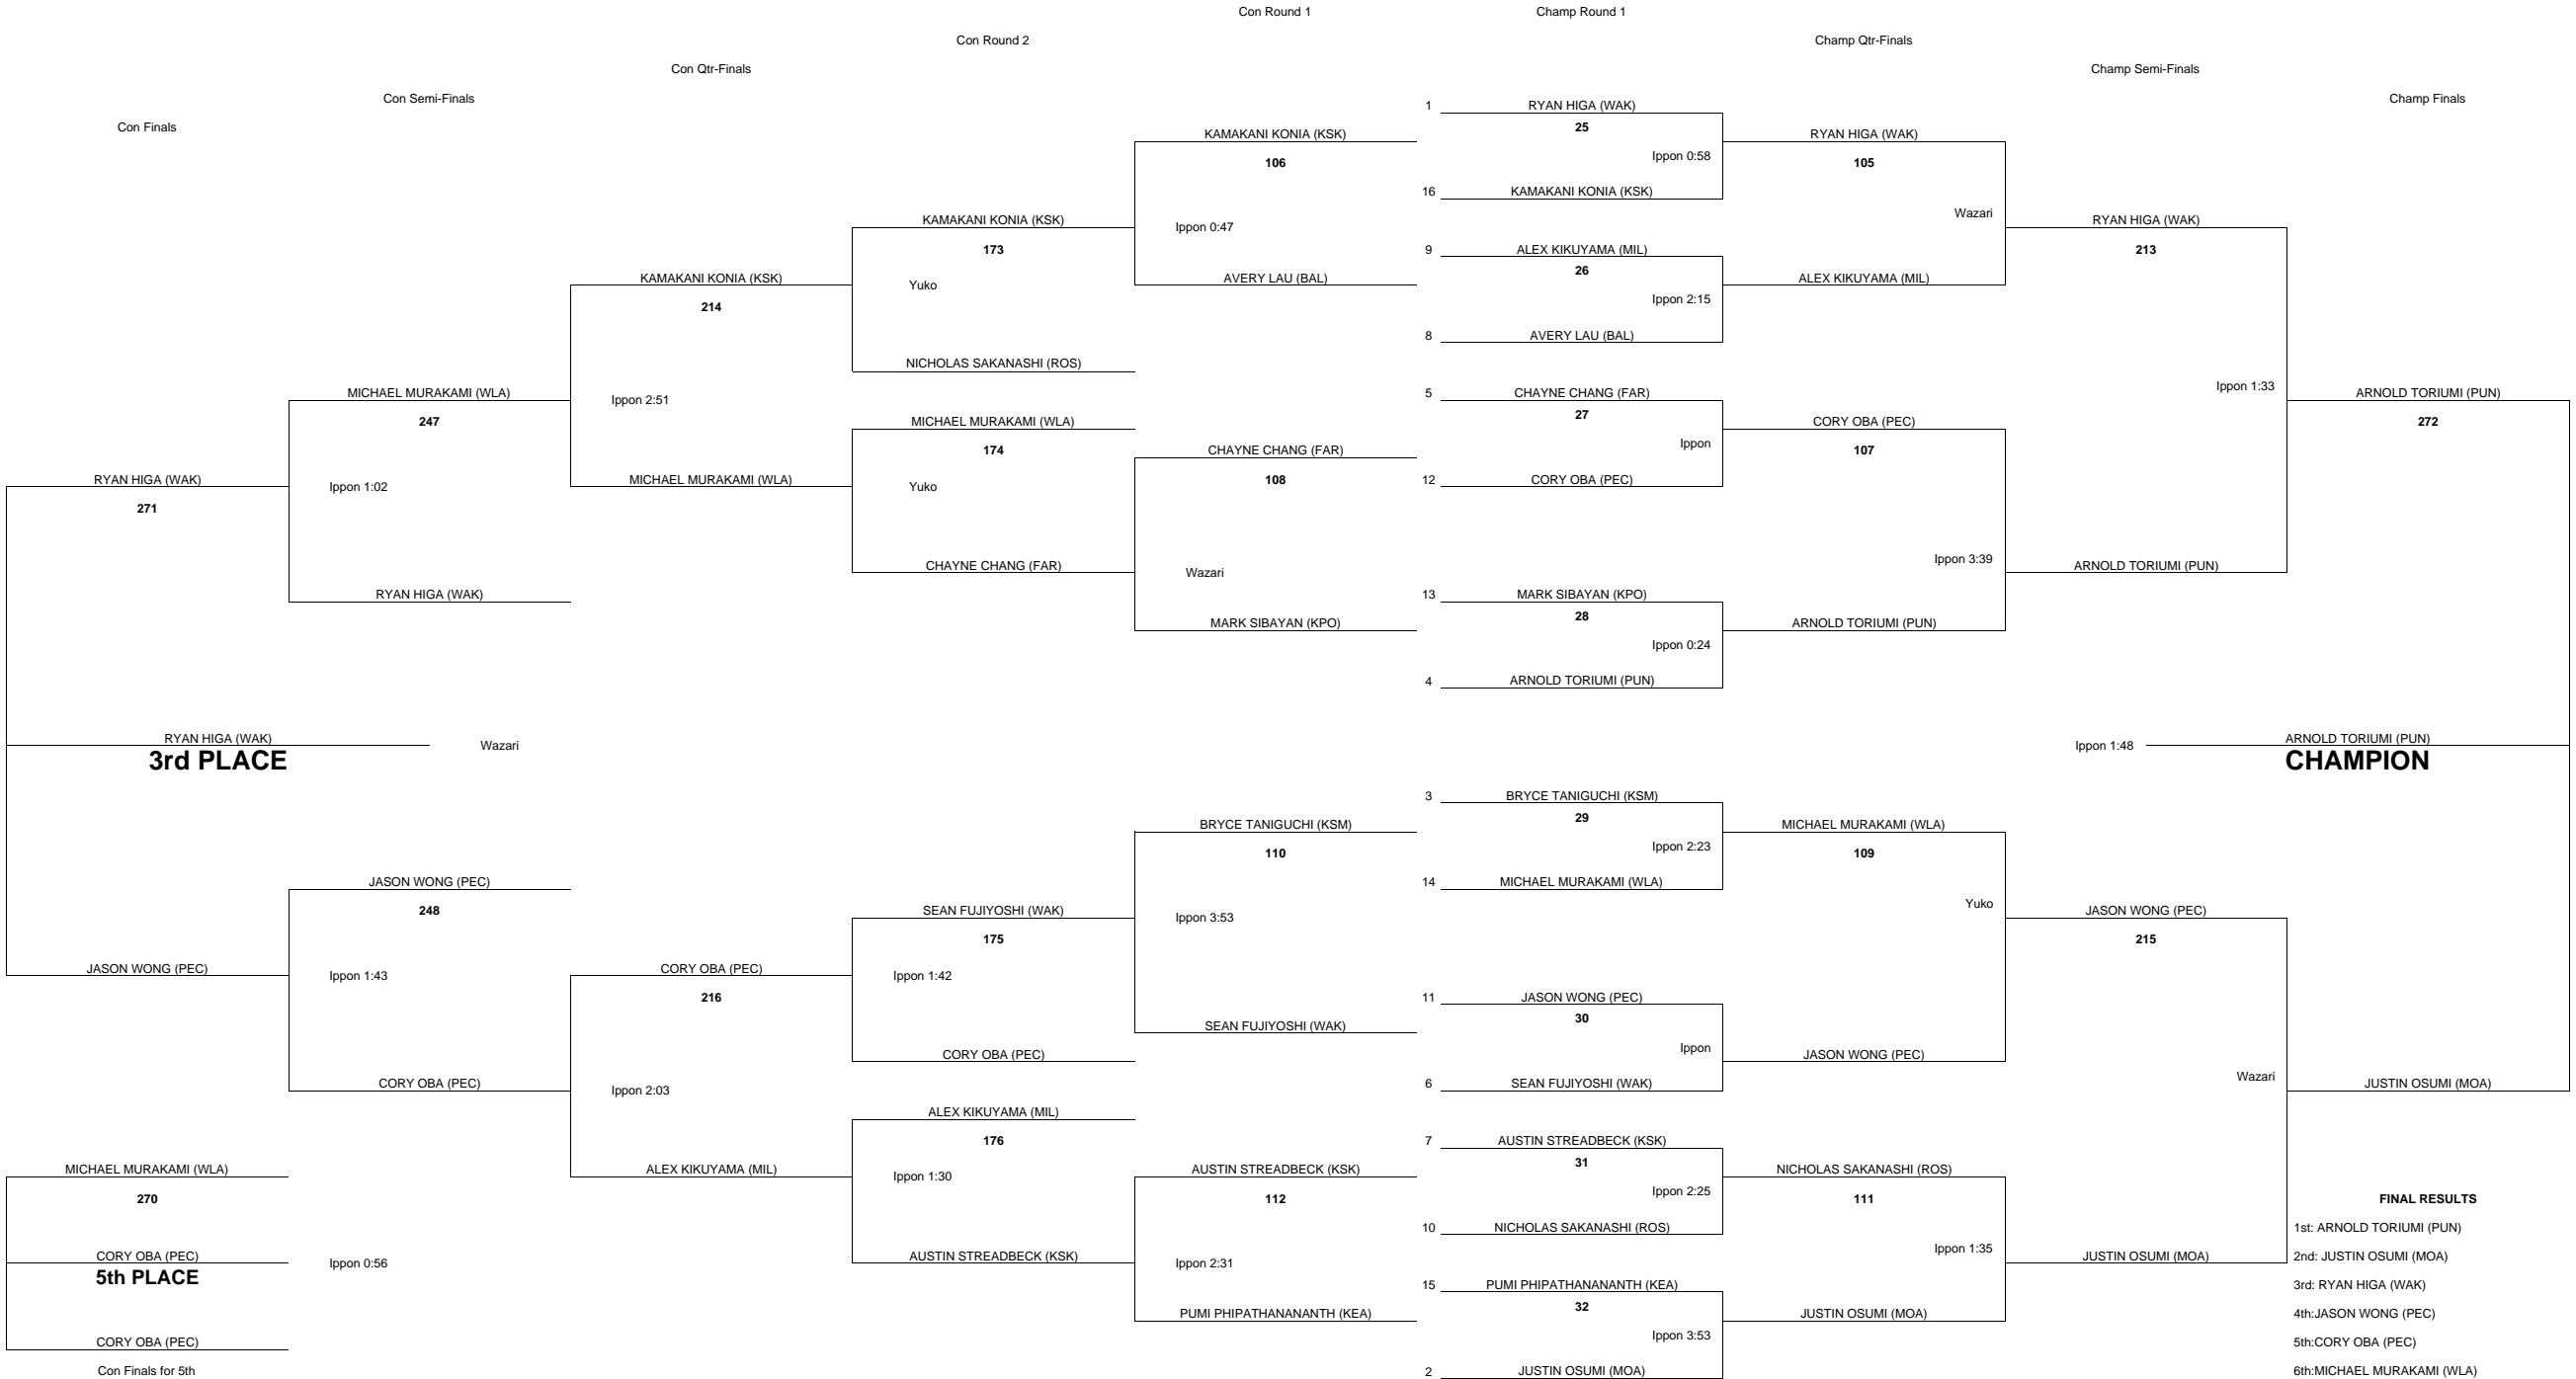 Con Round 1
Champ Round 1
Con Round 2
Champ Qtr-Finals
Con Qtr-Finals
Champ Semi-Finals
Con Semi-Finals
Champ Finals
Con Finals
1 RYAN HIGA (WAK)
25
Ippon 0:58
16 KAMAKANI KONIA (KSK)
9 ALEX KIKUYAMA (MIL)
26
Ippon 2:15
8 AVERY LAU (BAL)
5 CHAYNE CHANG (FAR)
27
Ippon
12 CORY OBA (PEC)
13 MARK SIBAYAN (KPO)
28
Ippon 0:24
4 ARNOLD TORIUMI (PUN)
3 BRYCE TANIGUCHI (KSM)
29
Ippon 2:23
14 MICHAEL MURAKAMI (WLA)
11 JASON WONG (PEC)
30
Ippon
6 SEAN FUJIYOSHI (WAK)
7 AUSTIN STREADBECK (KSK)
31
Ippon 2:25
10 NICHOLAS SAKANASHI (ROS)
15 PUMI PHIPATHANANANTH (KEA)
32
Ippon 3:53
2 JUSTIN OSUMI (MOA)
RYAN HIGA (WAK)
105
Wazari
ALEX KIKUYAMA (MIL)
CORY OBA (PEC)
107
Ippon 3:39
ARNOLD TORIUMI (PUN)
MICHAEL MURAKAMI (WLA)
109
Yuko
JASON WONG (PEC)
NICHOLAS SAKANASHI (ROS)
111
Ippon 1:35
JUSTIN OSUMI (MOA)
RYAN HIGA (WAK)
213
Ippon 1:33
ARNOLD TORIUMI (PUN)
JASON WONG (PEC)
215
Wazari
JUSTIN OSUMI (MOA)
ARNOLD TORIUMI (PUN)
272
Ippon 1:48
ARNOLD TORIUMI (PUN)
CHAMPION
JUSTIN OSUMI (MOA)
KAMAKANI KONIA (KSK)
106
Ippon 0:47
AVERY LAU (BAL)
CHAYNE CHANG (FAR)
108
Wazari
MARK SIBAYAN (KPO)
BRYCE TANIGUCHI (KSM)
110
Ippon 3:53
SEAN FUJIYOSHI (WAK)
AUSTIN STREADBECK (KSK)
112
Ippon 2:31
PUMI PHIPATHANANANTH (KEA)
KAMAKANI KONIA (KSK)
173
Yuko
NICHOLAS SAKANASHI (ROS)
MICHAEL MURAKAMI (WLA)
174
Yuko
CHAYNE CHANG (FAR)
SEAN FUJIYOSHI (WAK)
175
Ippon 1:42
CORY OBA (PEC)
ALEX KIKUYAMA (MIL)
176
Ippon 1:30
AUSTIN STREADBECK (KSK)
KAMAKANI KONIA (KSK)
214
Ippon 2:51
MICHAEL MURAKAMI (WLA)
CORY OBA (PEC)
216
Ippon 2:03
ALEX KIKUYAMA (MIL)
MICHAEL MURAKAMI (WLA)
247
Ippon 1:02
RYAN HIGA (WAK)
JASON WONG (PEC)
248
Ippon 1:43
CORY OBA (PEC)
RYAN HIGA (WAK)
271
RYAN HIGA (WAK)
3rd PLACE
Wazari
JASON WONG (PEC)
MICHAEL MURAKAMI (WLA)
270
CORY OBA (PEC)
5th PLACE
Ippon 0:56
CORY OBA (PEC)
Con Finals for 5th
FINAL RESULTS
1st: ARNOLD TORIUMI (PUN)
2nd: JUSTIN OSUMI (MOA)
3rd: RYAN HIGA (WAK)
4th:JASON WONG (PEC)
5th:CORY OBA (PEC)
6th:MICHAEL MURAKAMI (WLA)